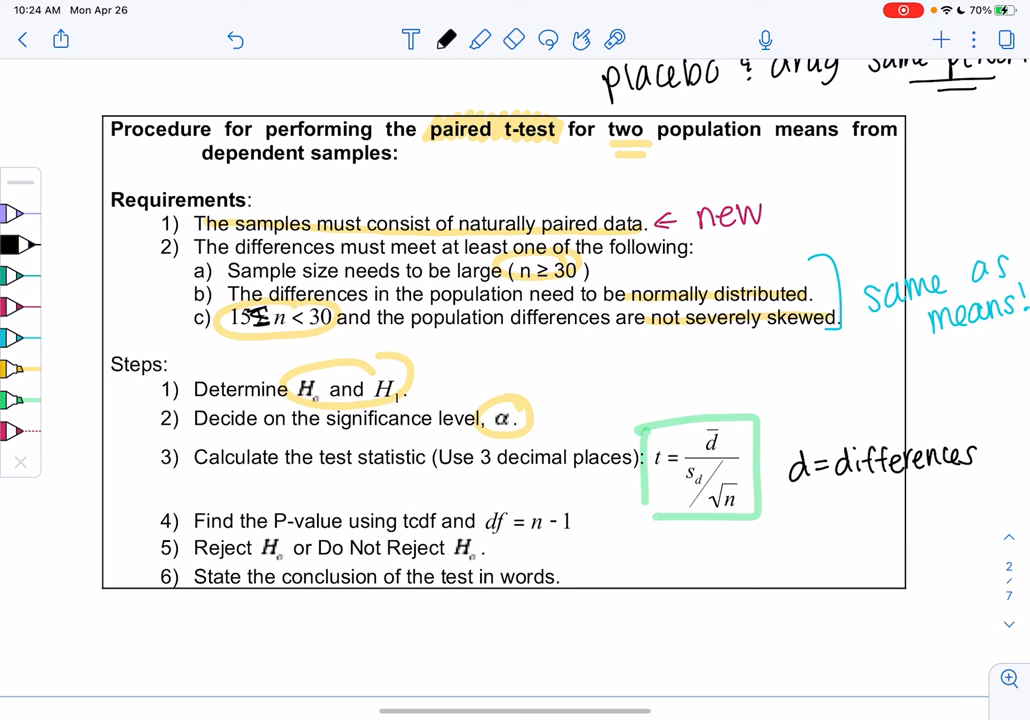 10:24 AM Mon Apr 26
70%
T
placebo & drug same
Procedure for performing the paired t-test for two population means from
dependent samples:
Requirements:
1) The samples must consist of naturally paired data. ← new
2) The differences must meet at least one of the following:
a) Sample size needs to be large ( n ≥ 30 )
b) The differences in the population need to be normally distributed.
c) 15 ≤ n < 30 and the population differences are not severely skewed.
same as
means!
Steps:
1) Determine H₀ and H₁.
2) Decide on the significance level, α.
3) Calculate the test statistic (Use 3 decimal places): t = d̄ / (s_d / √n)
d = differences
4) Find the P-value using tcdf and df = n - 1
5) Reject H₀ or Do Not Reject H₀.
6) State the conclusion of the test in words.
2
/
7